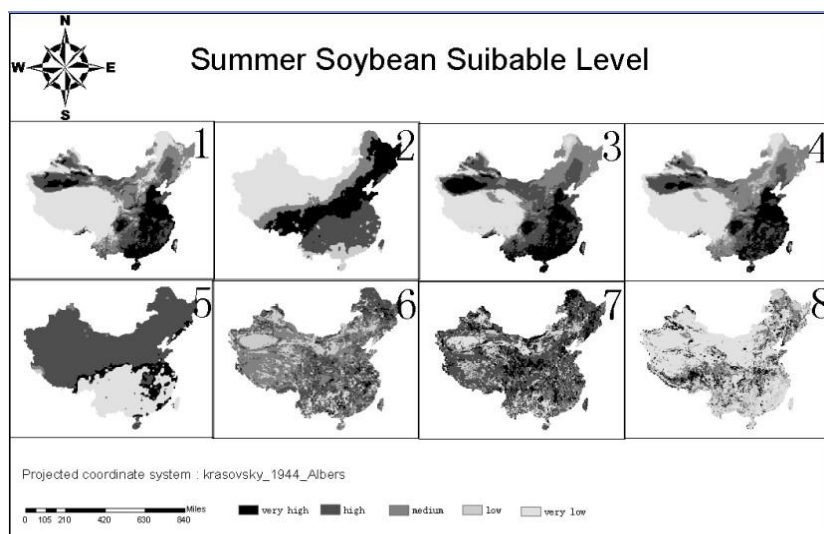 N
W E
S
Summer Soybean Suibable Level
1 2 3 4
5 6 7 8
Projected coordinate system : krasovsky_1944_Albers
Miles
0 105 210 420 630 840
very high high nedium low very low